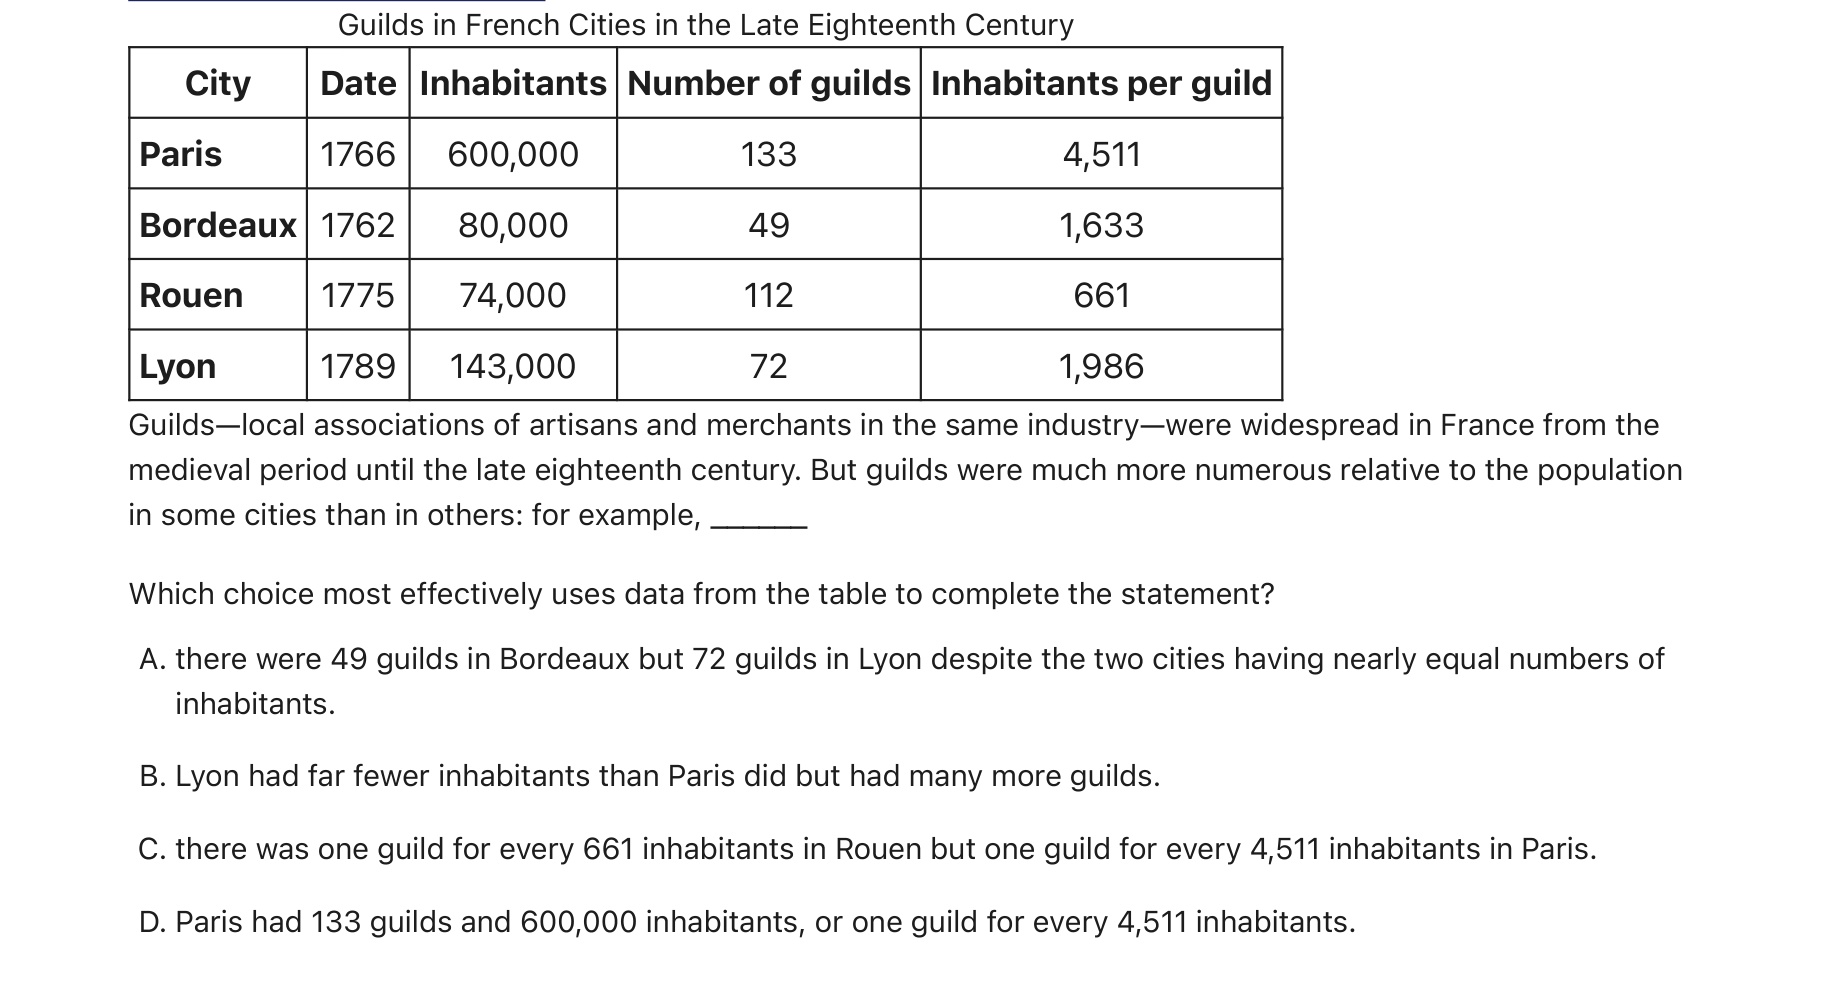 Guilds in French Cities in the Late Eighteenth Century
City Date Inhabitants Number of guilds Inhabitants per guild
Paris 1766 600,000 133 4,511
Bordeaux 1762 80,000 49 1,633
Rouen 1775 74,000 112 661
Lyon 1789 143,000 72 1,986
Guilds—local associations of artisans and merchants in the same industry—were widespread in France from the
medieval period until the late eighteenth century. But guilds were much more numerous relative to the population
in some cities than in others: for example, ______
Which choice most effectively uses data from the table to complete the statement?
A. there were 49 guilds in Bordeaux but 72 guilds in Lyon despite the two cities having nearly equal numbers of
inhabitants.
B. Lyon had far fewer inhabitants than Paris did but had many more guilds.
C. there was one guild for every 661 inhabitants in Rouen but one guild for every 4,511 inhabitants in Paris.
D. Paris had 133 guilds and 600,000 inhabitants, or one guild for every 4,511 inhabitants.